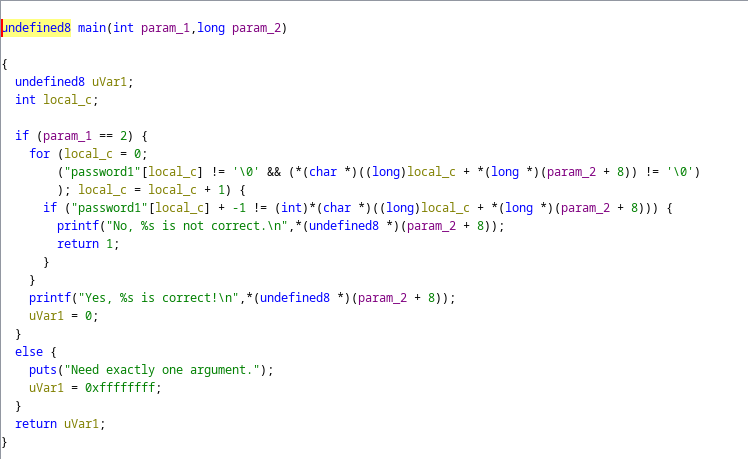 undefined8 main(int param_1,long param_2)
{
undefined8 uVar1;
int local_c;
if (param_1 == 2) {
for (local_c = 0;
("password1"[local_c] != '\0' && (*(char *)((long)local_c + *(long *)(param_2 + 8)) != '\0')
); local_c = local_c + 1) {
if ("password1"[local_c] + -1 != (int)*(char *)((long)local_c + *(long *)(param_2 + 8))) {
printf("No, %s is not correct.\n",*(undefined8 *)(param_2 + 8));
return 1;
}
}
printf("Yes, %s is correct!\n",*(undefined8 *)(param_2 + 8));
uVar1 = 0;
}
else {
puts("Need exactly one argument.");
uVar1 = 0xffffffff;
}
return uVar1;
}